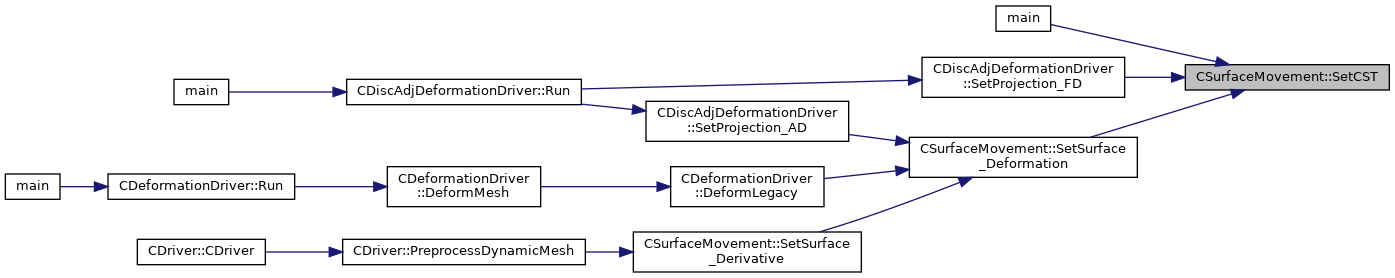 main
CSurfaceMovement::SetCST
CDiscAdjDeformationDriver
::SetProjection_FD
main
CDiscAdjDeformationDriver::Run
CDiscAdjDeformationDriver
::SetProjection_AD
CSurfaceMovement::SetSurface
_Deformation
main
CDeformationDriver::Run
CDeformationDriver
::DeformMesh
CDeformationDriver
::DeformLegacy
CDriver::CDriver
CDriver::PreprocessDynamicMesh
CSurfaceMovement::SetSurface
_Derivative